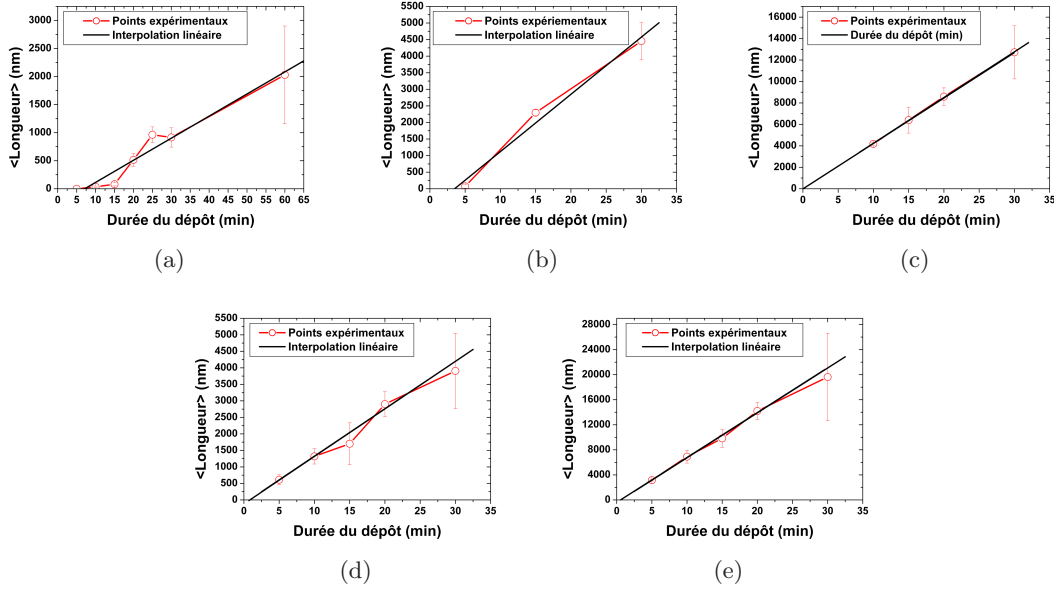 Points expérimentaux
Interpolation linéaire
<Longueur> (nm)
3000
2500
2000
1500
1000
500
0
0 5 10 15 20 25 30 35 40 45 50 55 60 65
Durée du dépôt (min)
(a)
Points expériementaux
Interpolation linéaire
<Longueur> (nm)
5500
5000
4500
4000
3500
3000
2500
2000
1500
1000
500
0
0 5 10 15 20 25 30 35
Durée du dépôt (min)
(b)
Points expérimentaux
Durée du dépôt (min)
<Longueur> (nm)
16000
14000
12000
10000
8000
6000
4000
2000
0
0 5 10 15 20 25 30 35
Durée du dépôt (min)
(c)
Points expérimentaux
Interpolation linéaire
<Longueur> (nm)
5500
5000
4500
4000
3500
3000
2500
2000
1500
1000
500
0
0 5 10 15 20 25 30 35
Durée du dépôt (min)
(d)
Points expérimentaux
Interpolation linéaire
<Longueur> (nm)
28000
24000
20000
16000
12000
8000
4000
0
0 5 10 15 20 25 30 35
Durée du dépôt (min)
(e)